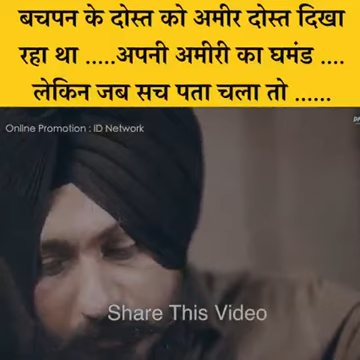 बचपन के दोस्त को अमीर दोस्त दिखा
रहा था .....अपनी अमीरी का घमंड ....
लेकिन जब सच पता चला तो ......
Online Promotion : ID Network
Share This Video